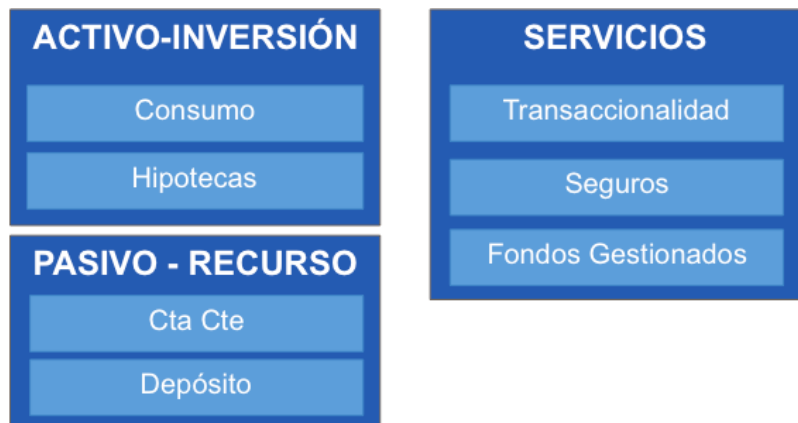 ACTIVO-INVERSIÓN
Consumo
Hipotecas
PASIVO - RECURSO
Cta Cte
Depósito
SERVICIOS
Transaccionalidad
Seguros
Fondos Gestionados